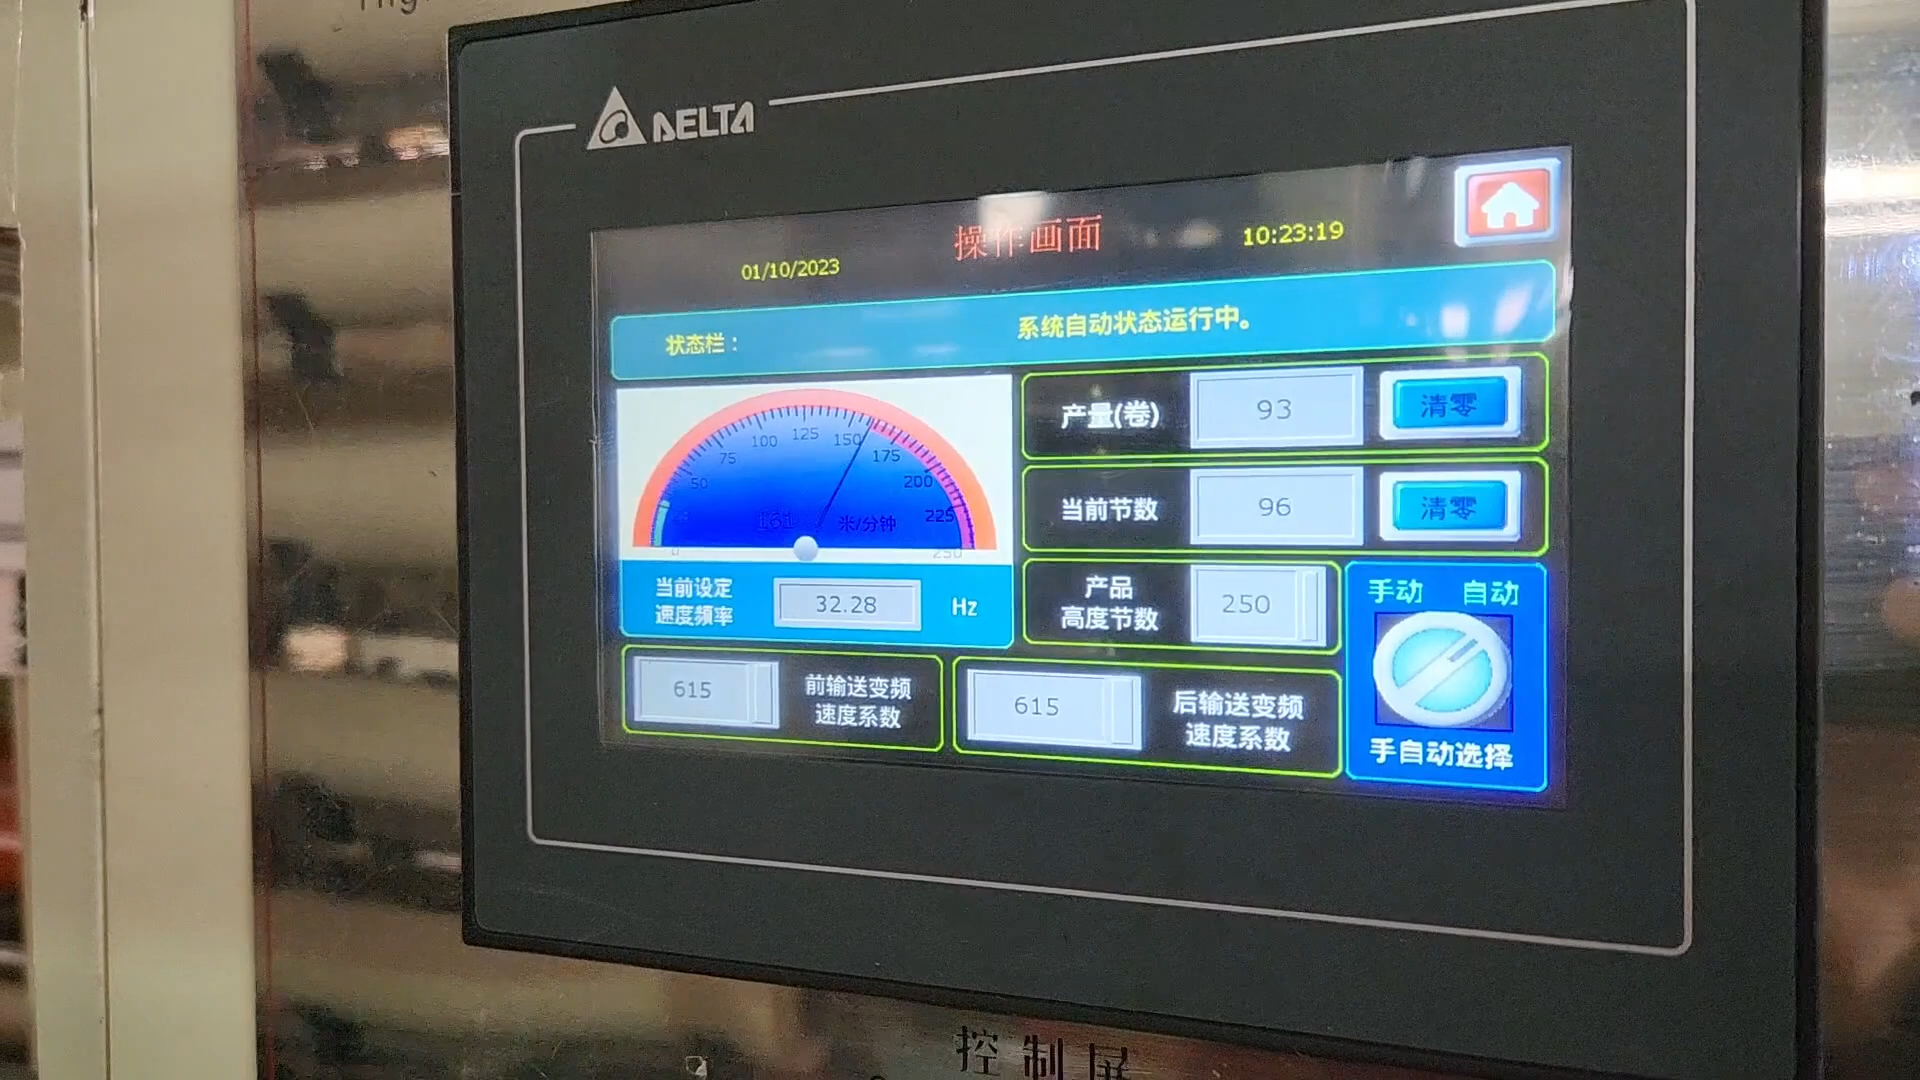 DELTA
操作画面
01/10/2023
10:23:19
状态栏：
系统自动状态运行中。
0
25
50
75
100
125
150
175
200
225
250
161
米/分钟
当前设定
速度频率
32.28
Hz
产量(卷)
93
清零
当前节数
96
清零
产品
高度节数
250
手动
自动
手自动选择
615
前输送变频
速度系数
615
后输送变频
速度系数
控制屏